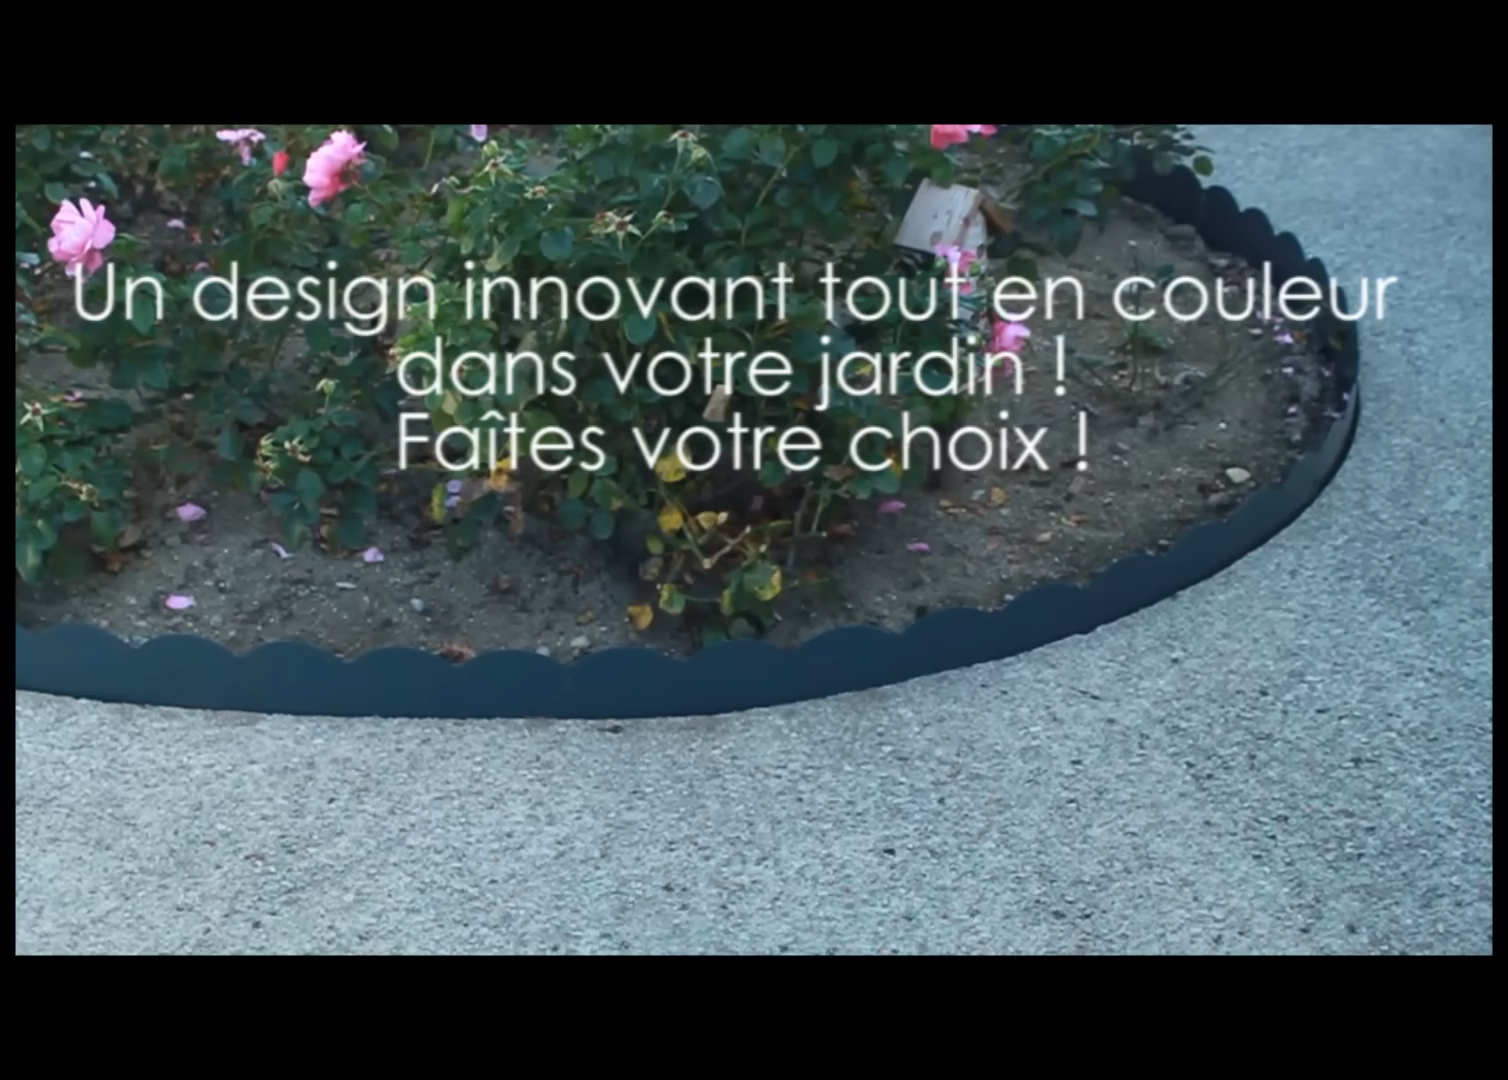 Un design innovant tout en couleur
dans votre jardin !
Faîtes votre choix !